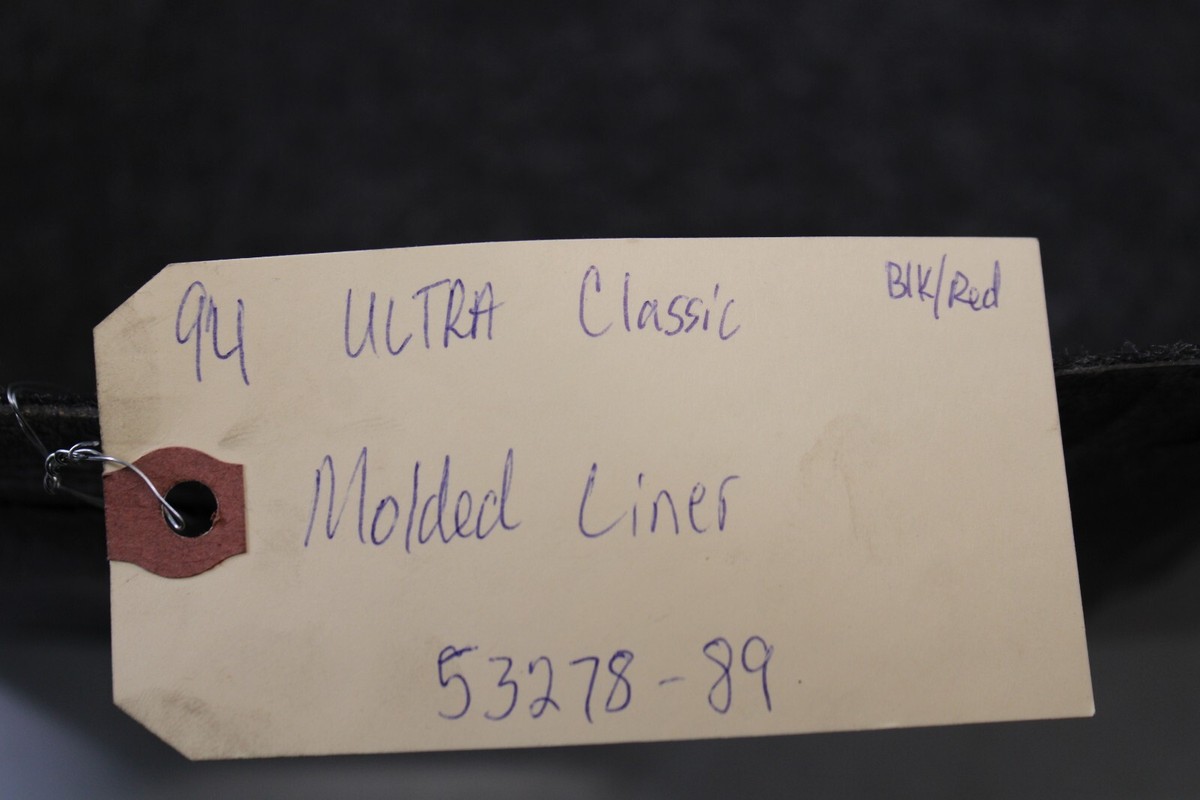 94 ULTRA Classic Blk/Red
Molded Liner
53278-89